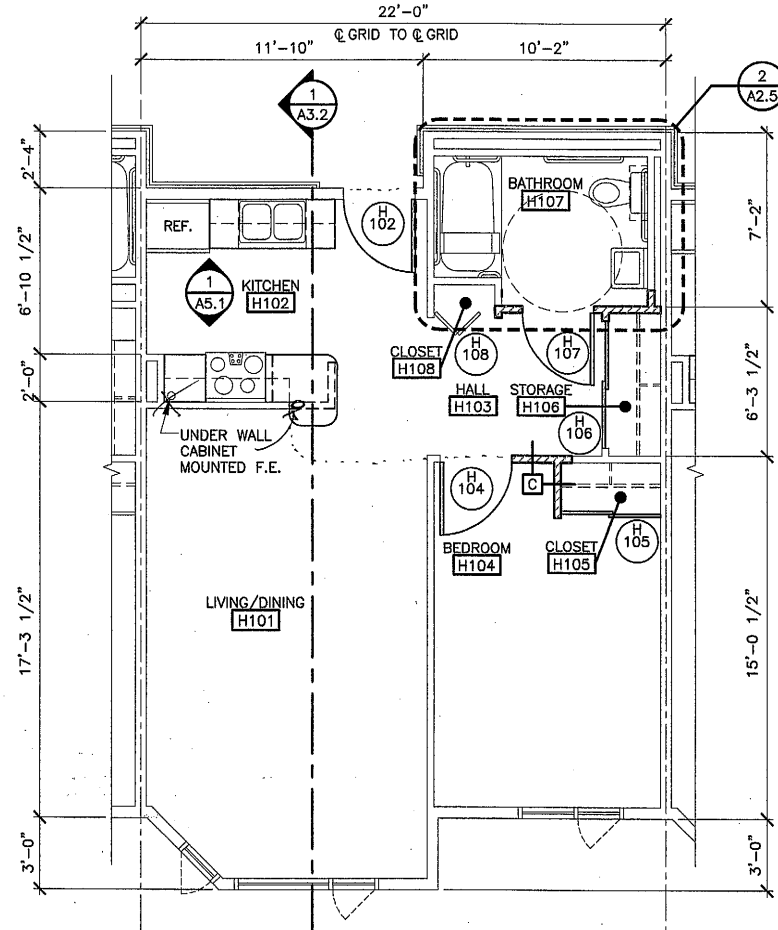 22'-0"
℄ GRID TO ℄ GRID
11'-10"
10'-2"
1
A3.2
2
A2.5
2'-4"
6'-10 1/2"
2'-0"
17'-3 1/2"
3'-0"
7'-2"
6'-3 1/2"
15'-0 1/2"
3'-0"
BATHROOM
H107
H
102
REF.
1
A5.1
KITCHEN
H102
CLOSET
H108
H
108
H
107
HALL
H103
STORAGE
H106
H
106
UNDER WALL
CABINET
MOUNTED F.E.
H
104
C
BEDROOM
H104
CLOSET
H105
H
105
LIVING/DINING
H101